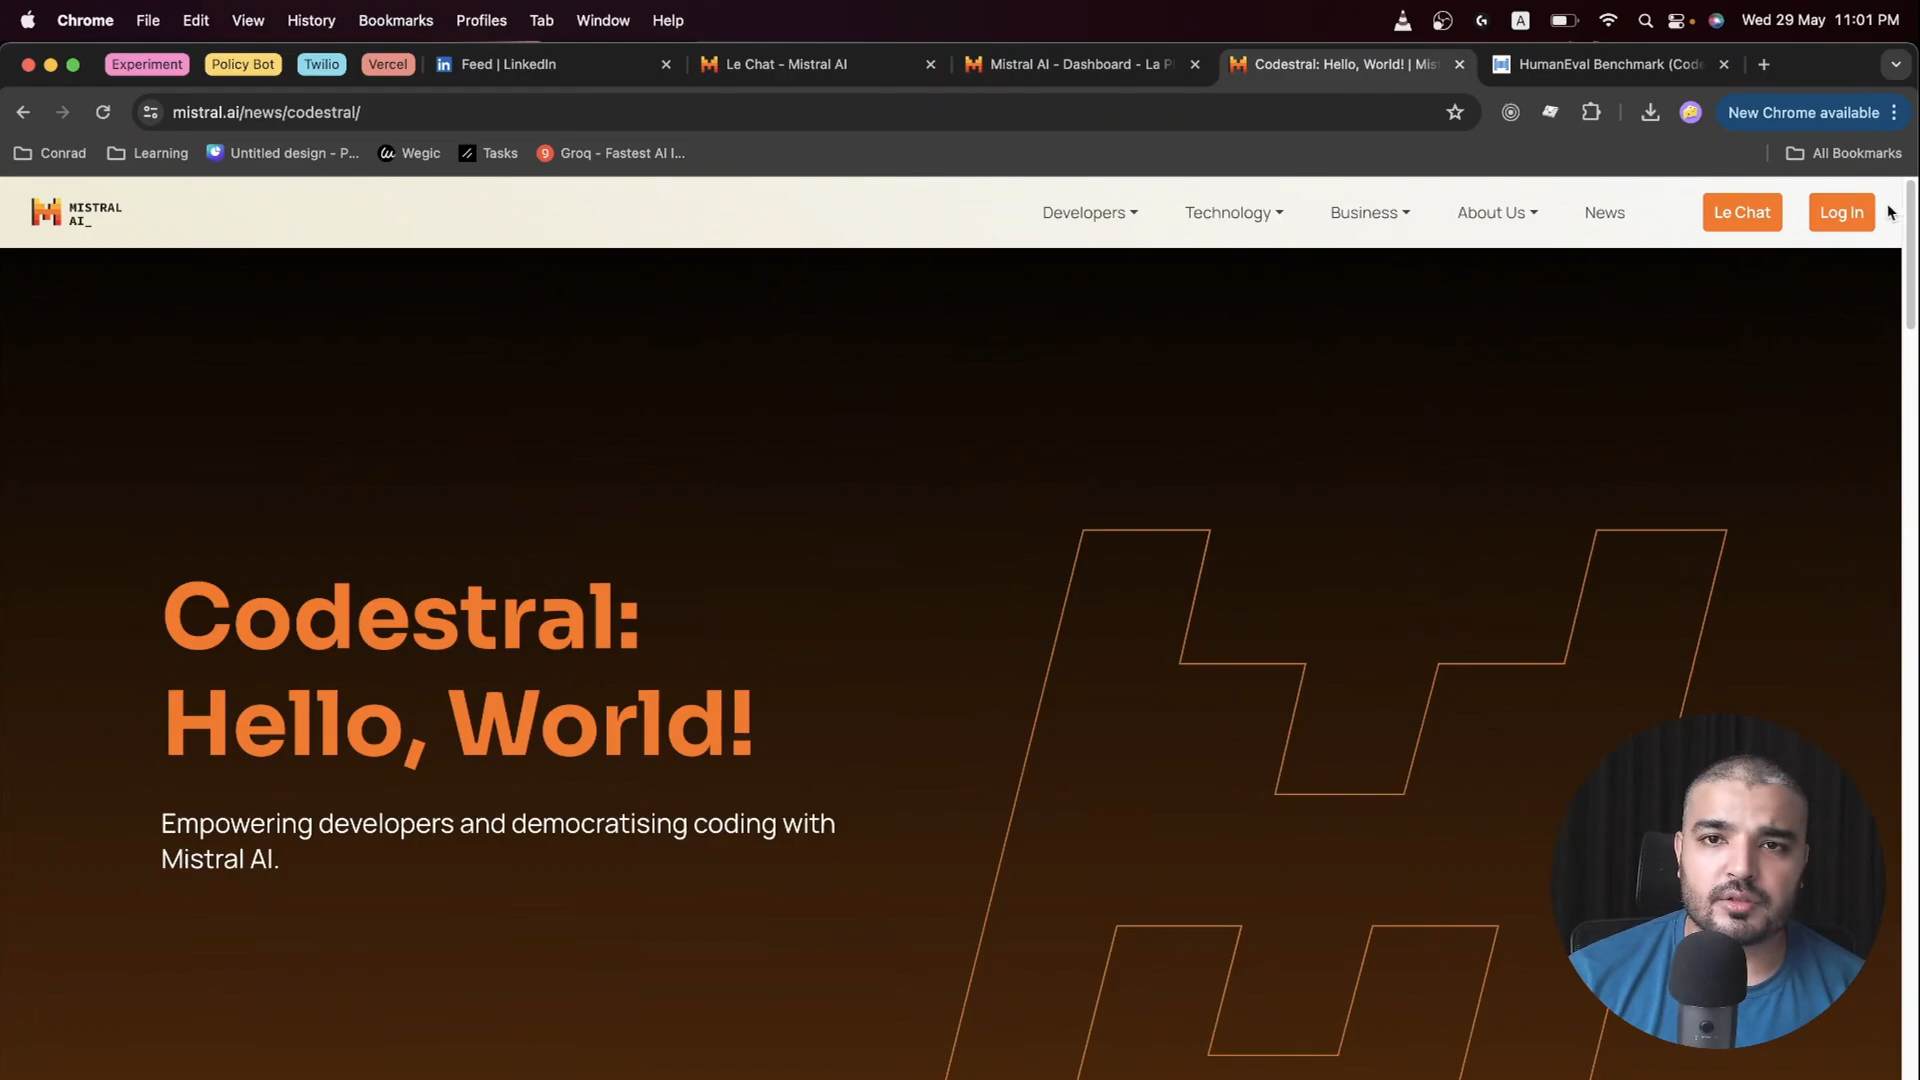 Chrome File Edit View History Bookmarks Profiles Tab Window Help A Wed 29 May 11:01 PM
Experiment Policy Bot Twilio Vercel Feed | LinkedIn Le Chat - Mistral AI Mistral AI - Dashboard - La Pl Codestral: Hello, World! | Mist HumanEval Benchmark (Code
mistral.ai/news/codestral/ New Chrome available
Conrad Learning Untitled design - P... Wegic Tasks Groq - Fastest AI I... All Bookmarks
MISTRAL
AI_
Developers Technology Business About Us News Le Chat Log In
Codestral:
Hello, World!
Empowering developers and democratising coding with
Mistral AI.